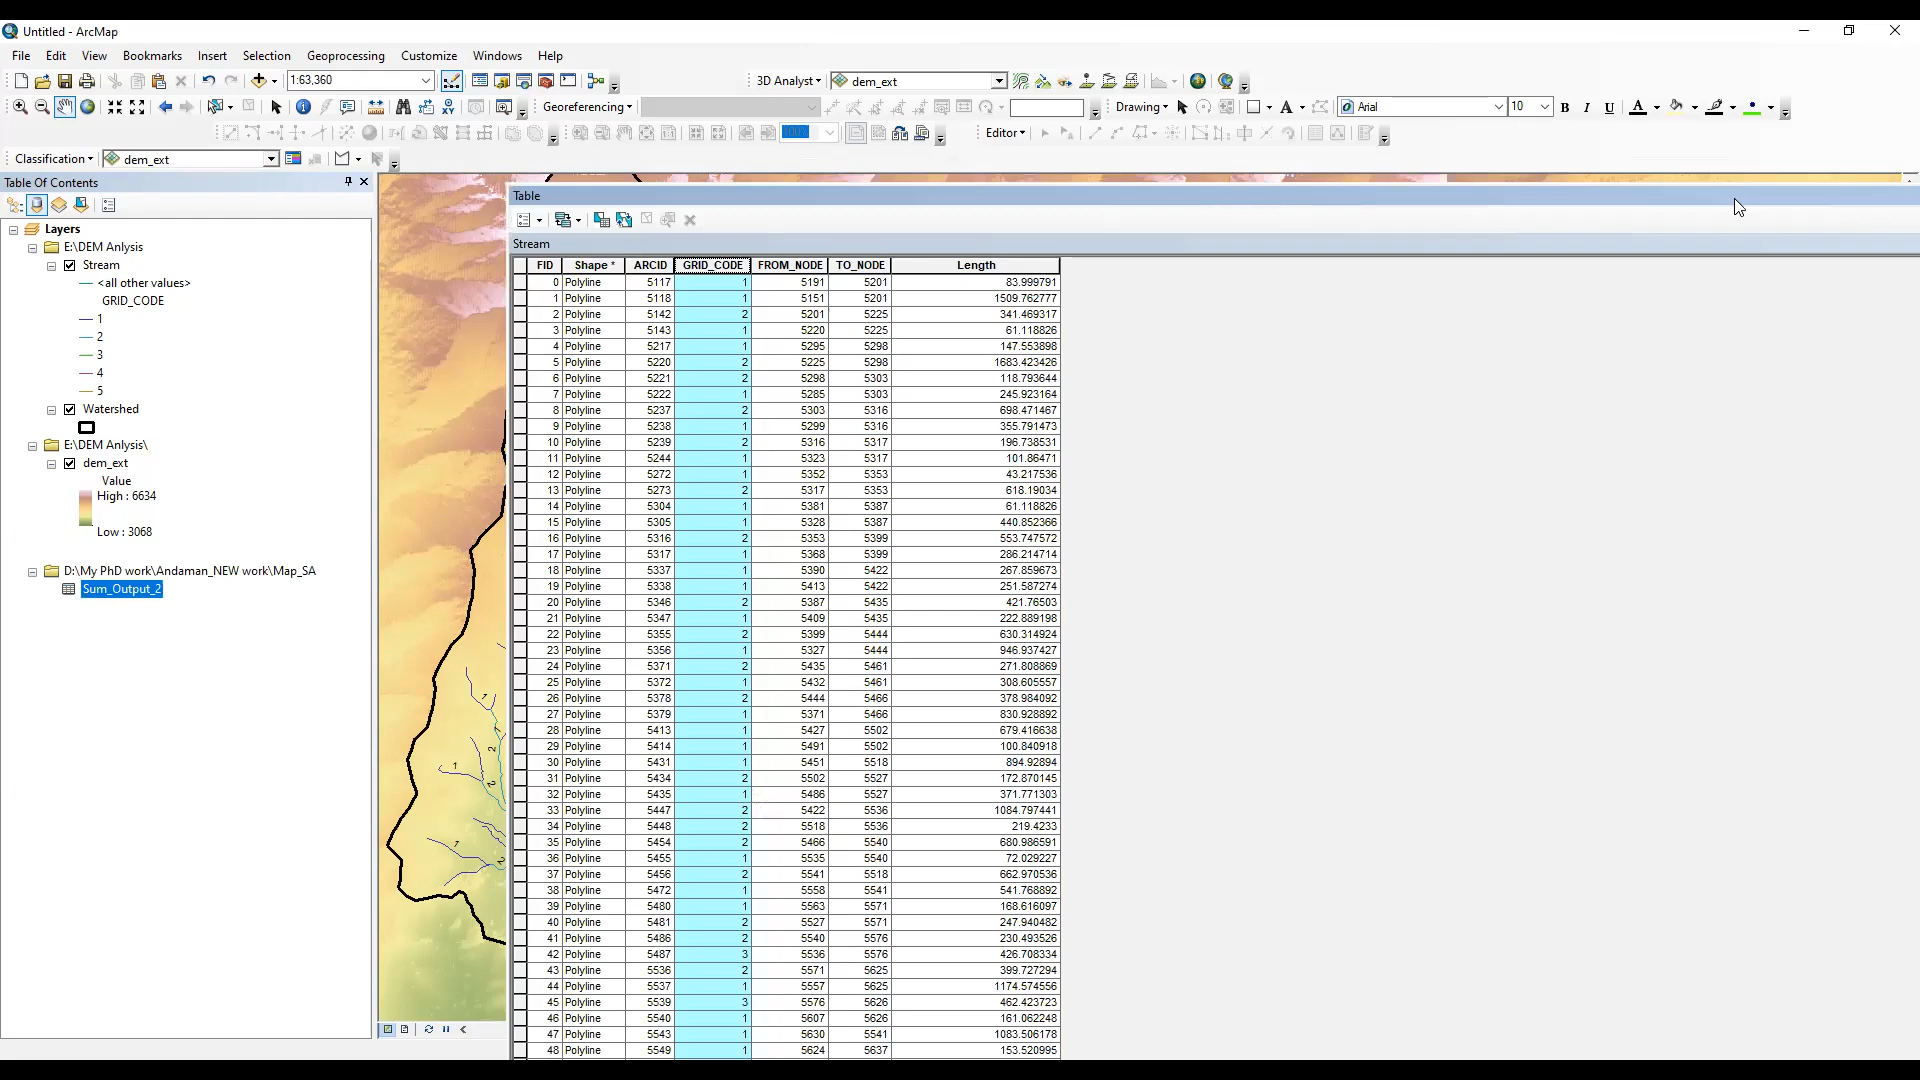 Untitled - ArcMap
File Edit View Bookmarks Insert Selection Geoprocessing Customize Windows Help
1:63,360 3D Analyst dem_ext
Georeferencing Drawing Arial 10 B I U A
100% Editor
Classification dem_ext
Table Of Contents
Layers
E:\DEM Anlysis
Stream
<all other values>
GRID_CODE
1
2
3
4
5
Watershed
E:\DEM Anlysis\
dem_ext
Value
High : 6634
Low : 3068
D:\My PhD work\Andaman_NEW work\Map_SA
Sum_Output_2
1
1
2
1
2
1
2
Table
Stream
FID Shape * ARCID GRID_CODE FROM_NODE TO_NODE Length
0 Polyline 5117 1 5191 5201 83.999791
1 Polyline 5118 1 5151 5201 1509.762777
2 Polyline 5142 2 5201 5225 341.469317
3 Polyline 5143 1 5220 5225 61.118826
4 Polyline 5217 1 5295 5298 147.553898
5 Polyline 5220 2 5225 5298 1683.423426
6 Polyline 5221 2 5298 5303 118.793644
7 Polyline 5222 1 5285 5303 245.923164
8 Polyline 5237 2 5303 5316 698.471467
9 Polyline 5238 1 5299 5316 355.791473
10 Polyline 5239 2 5316 5317 196.738531
11 Polyline 5244 1 5323 5317 101.86471
12 Polyline 5272 1 5352 5353 43.217536
13 Polyline 5273 2 5317 5353 618.19034
14 Polyline 5304 1 5381 5387 61.118826
15 Polyline 5305 1 5328 5387 440.852366
16 Polyline 5316 2 5353 5399 553.747572
17 Polyline 5317 1 5368 5399 286.214714
18 Polyline 5337 1 5390 5422 267.859673
19 Polyline 5338 1 5413 5422 251.587274
20 Polyline 5346 2 5387 5435 421.76503
21 Polyline 5347 1 5409 5435 222.889198
22 Polyline 5355 2 5399 5444 630.314924
23 Polyline 5356 1 5327 5444 946.937427
24 Polyline 5371 2 5435 5461 271.808869
25 Polyline 5372 1 5432 5461 308.605557
26 Polyline 5378 2 5444 5466 378.984092
27 Polyline 5379 1 5371 5466 830.928892
28 Polyline 5413 1 5427 5502 679.416638
29 Polyline 5414 1 5491 5502 100.840918
30 Polyline 5431 1 5451 5518 894.92894
31 Polyline 5434 2 5502 5527 172.870145
32 Polyline 5435 1 5486 5527 371.771303
33 Polyline 5447 2 5422 5536 1084.797441
34 Polyline 5448 2 5518 5536 219.4233
35 Polyline 5454 2 5466 5540 680.986591
36 Polyline 5455 1 5535 5540 72.029227
37 Polyline 5456 2 5541 5518 662.970536
38 Polyline 5472 1 5558 5541 541.768892
39 Polyline 5480 1 5563 5571 168.616097
40 Polyline 5481 2 5527 5571 247.940482
41 Polyline 5486 2 5540 5576 230.493526
42 Polyline 5487 3 5536 5576 426.708334
43 Polyline 5536 2 5571 5625 399.727294
44 Polyline 5537 1 5557 5625 1174.574556
45 Polyline 5539 3 5576 5626 462.423723
46 Polyline 5540 1 5607 5626 161.062248
47 Polyline 5543 1 5630 5541 1083.506178
48 Polyline 5549 1 5624 5637 153.520995